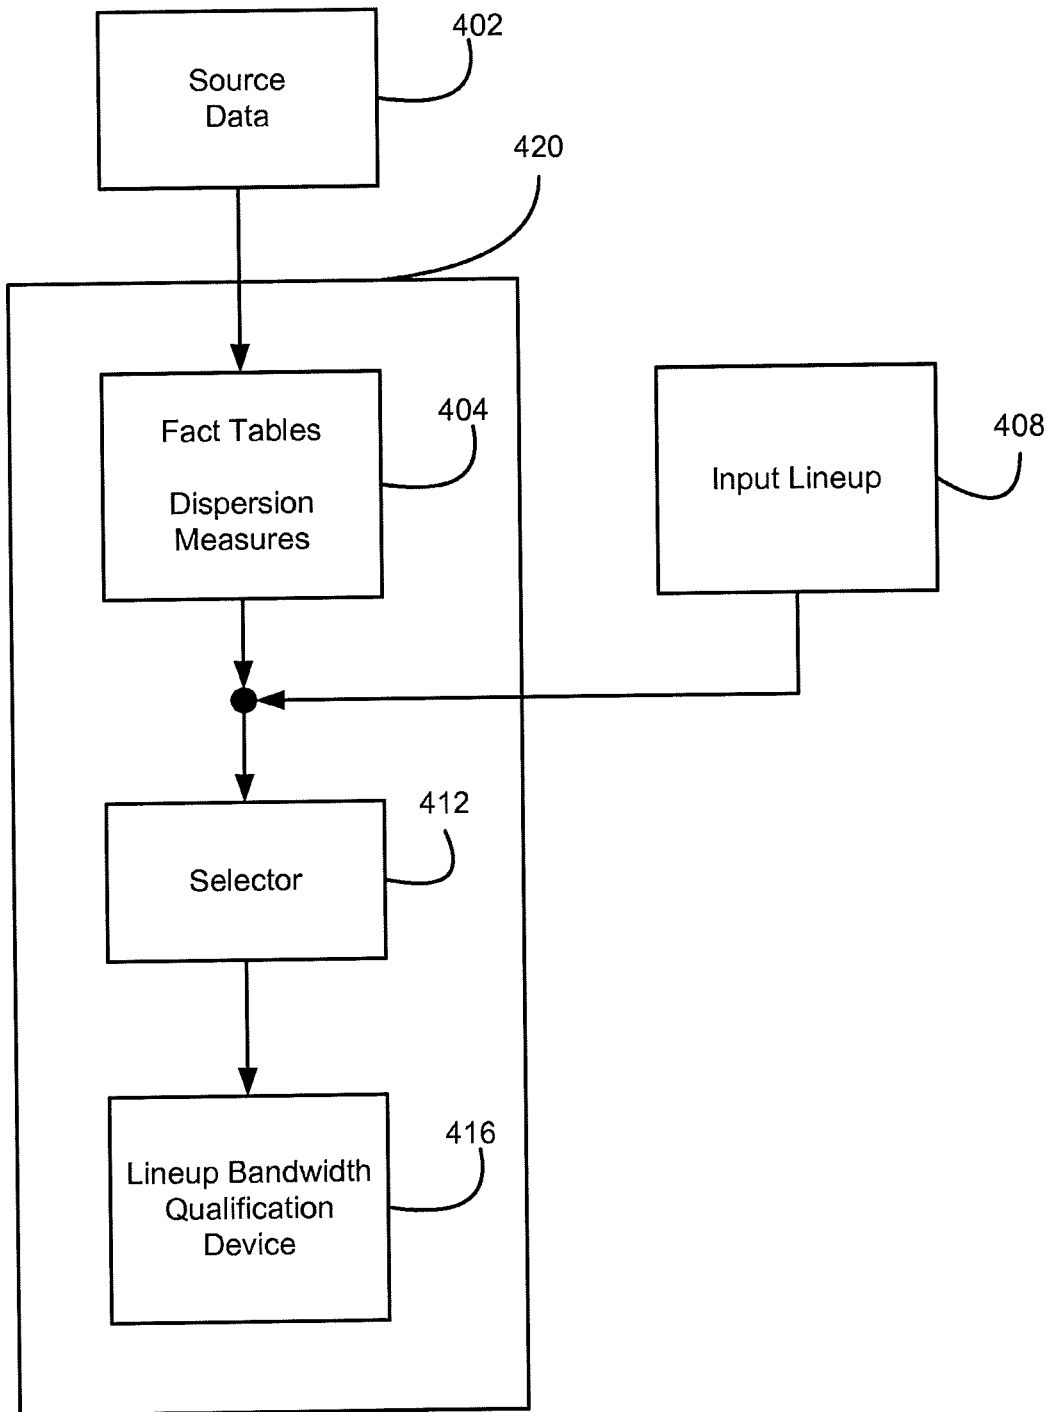 402
Source
Data
420
Fact Tables
404
Dispersion
Measures
Input Lineup
408
412
Selector
416
Lineup Bandwidth
Qualification
Device